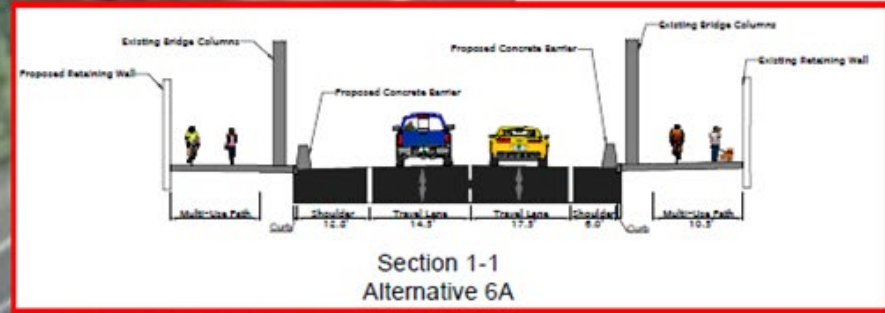 Existing Bridge Columns
Proposed Retaining Wall
Proposed Concrete Barrier
Proposed Concrete Barrier
Existing Bridge Columns
Existing Retaining Wall
Multi-Use Path
Curb
Shoulder
12.0'
Travel Lane
14.5'
Travel Lane
17.5'
Shoulder
6.0'
Curb
Multi-Use Path
10.5'
Section 1-1
Alternative 6A